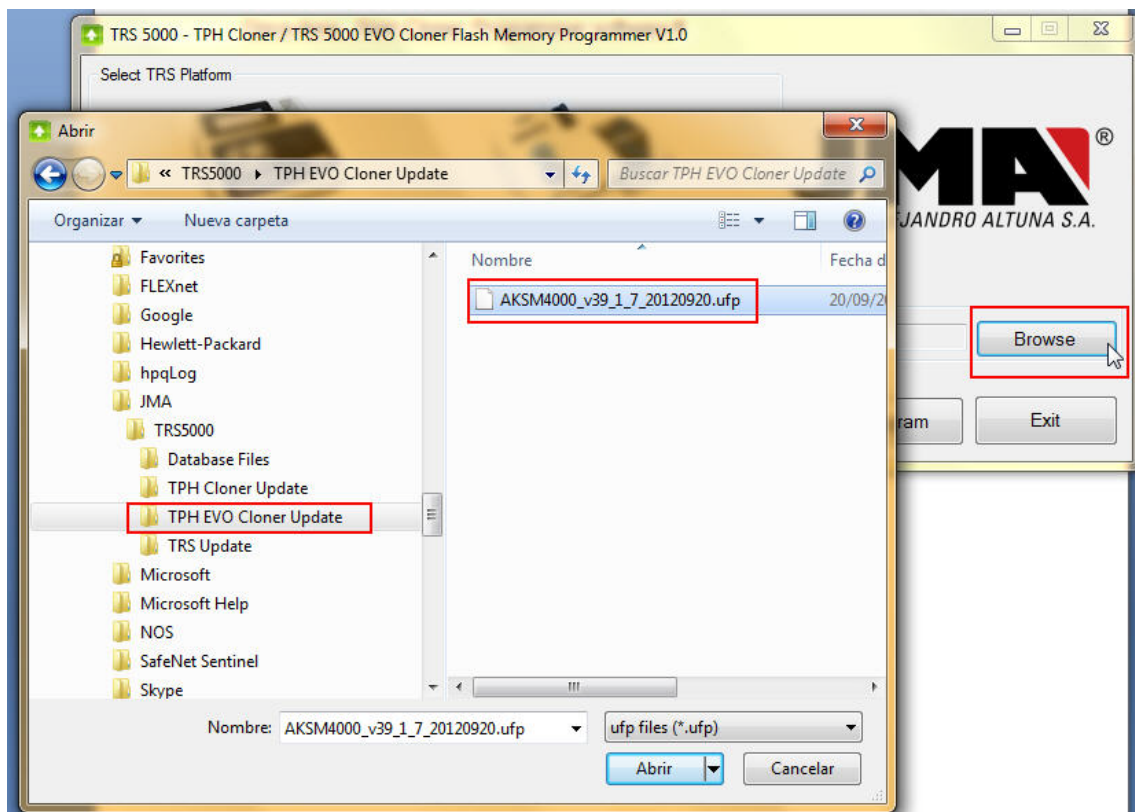 TRS 5000 - TPH Cloner / TRS 5000 EVO Cloner Flash Memory Programmer V1.0
Select TRS Platform
Abrir
« TRS5000 ▸ TPH EVO Cloner Update
Buscar TPH EVO Cloner Update
Organizar
Nueva carpeta
Favorites
FLEXnet
Google
Hewlett-Packard
hpqLog
JMA
TRS5000
Database Files
TPH Cloner Update
TPH EVO Cloner Update
TRS Update
Microsoft
Microsoft Help
NOS
SafeNet Sentinel
Skype
Nombre
Fecha d
AKSM4000_v39_1_7_20120920.ufp
20/09/2
Nombre: AKSM4000_v39_1_7_20120920.ufp
ufp files (*.ufp)
Abrir
Cancelar
MA®
JANDRO ALTUNA S.A.
Browse
ram
Exit